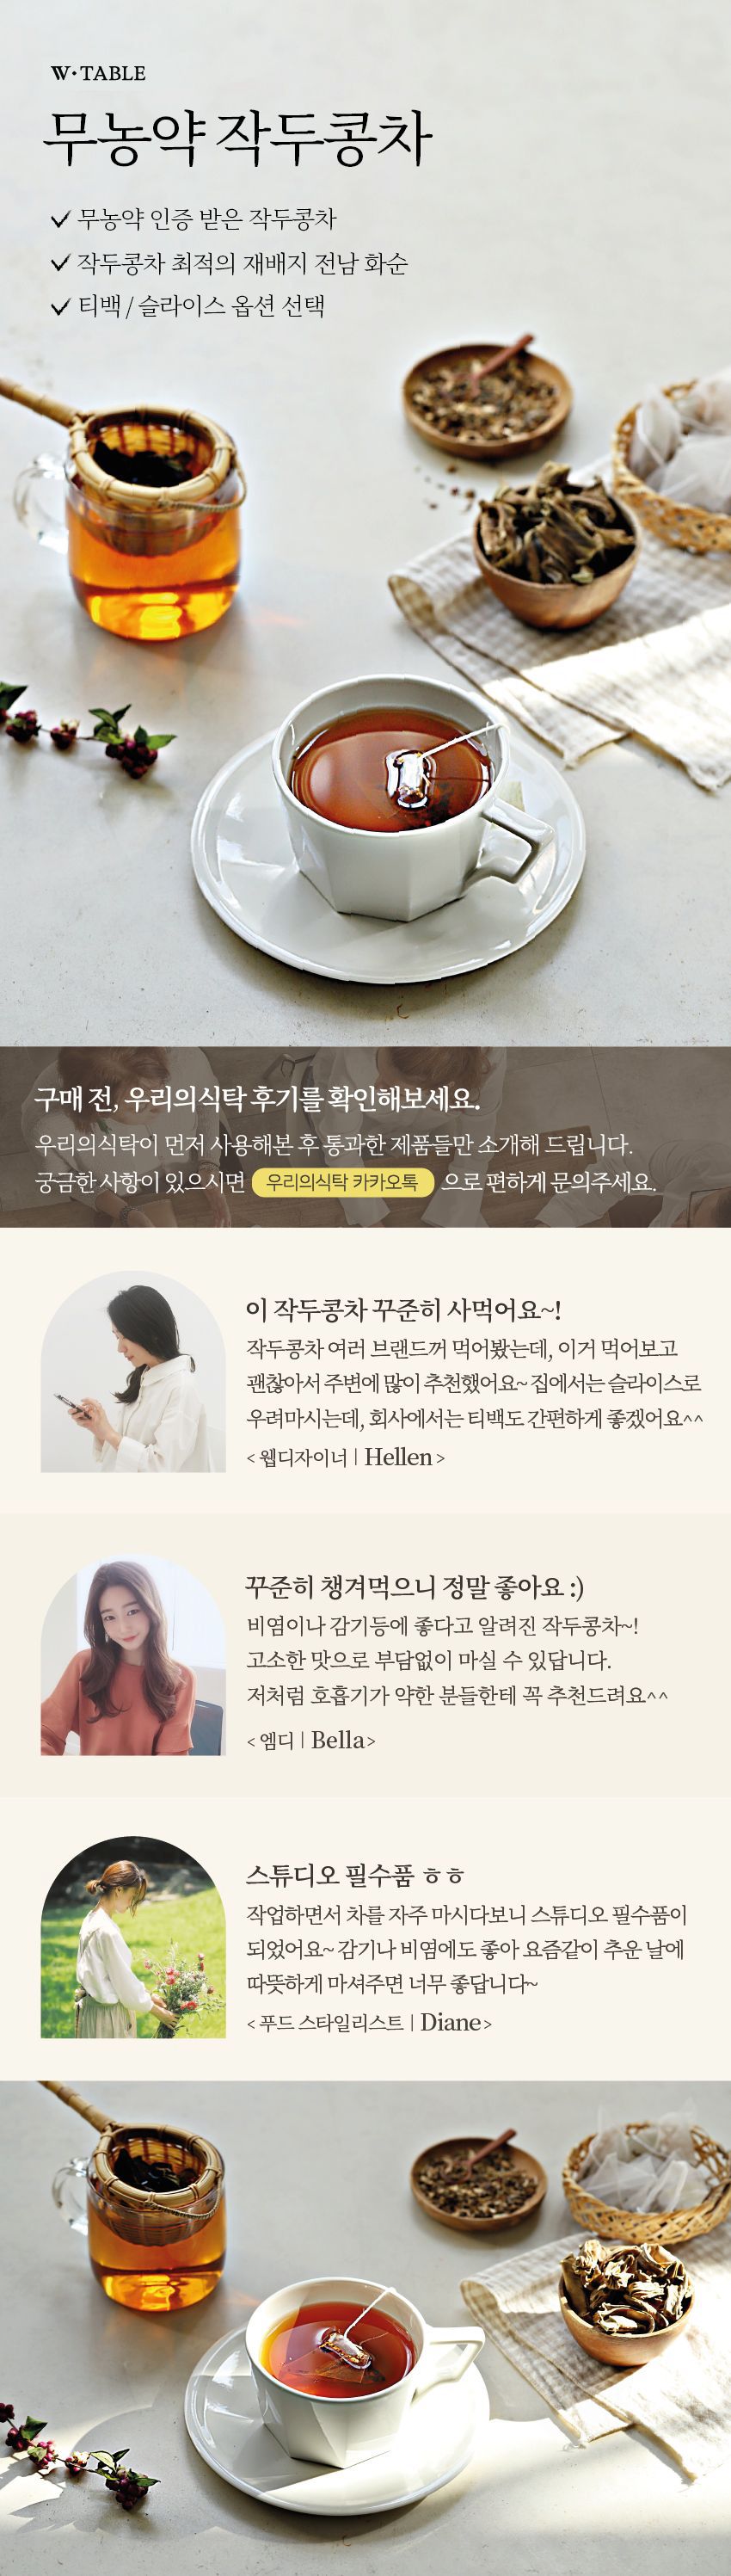 W·TABLE
무농약 작두콩차
무농약 인증 받은 작두콩차
작두콩차 최적의 재배지 전남 화순
티백 / 슬라이스 옵션 선택
구매 전, 우리의식탁 후기를 확인해보세요.
우리의식탁이 먼저 사용해본 후 통과한 제품들만 소개해 드립니다.
궁금한 사항이 있으시면 우리의식탁 카카오톡 으로 편하게 문의주세요.
이 작두콩차 꾸준히 사먹어요~!
작두콩차 여러 브랜드꺼 먹어봤는데, 이거 먹어보고
괜찮아서 주변에 많이 추천했어요~ 집에서는 슬라이스로
우려마시는데, 회사에서는 티백도 간편하게 좋겠어요^^
< 웹디자이너 | Hellen >
꾸준히 챙겨먹으니 정말 좋아요 :)
비염이나 감기등에 좋다고 알려진 작두콩차~!
고소한 맛으로 부담없이 마실 수 있답니다.
저처럼 호흡기가 약한 분들한테 꼭 추천드려요^^
< 엠디 | Bella >
스튜디오 필수품 ㅎㅎ
작업하면서 차를 자주 마시다보니 스튜디오 필수품이
되었어요~ 감기나 비염에도 좋아 요즘같이 추운 날에
따뜻하게 마셔주면 너무 좋답니다~
< 푸드 스타일리스트 | Diane >